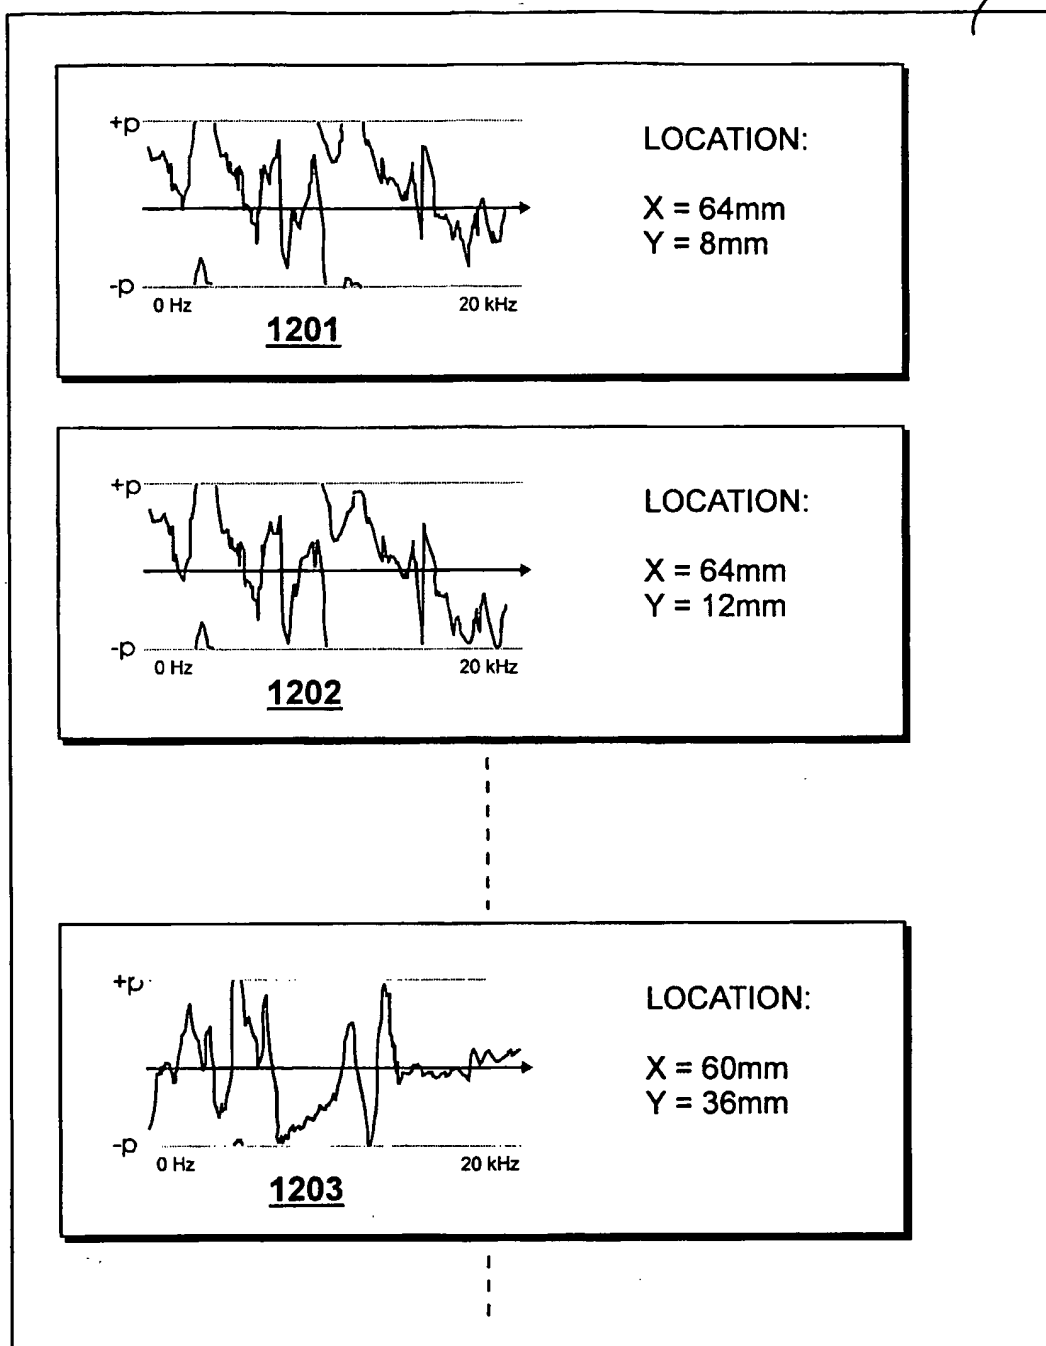 +p
LOCATION:
X = 64mm
Y = 8mm
-p
0 Hz 20 kHz
1201
+p
LOCATION:
X = 64mm
Y = 12mm
-p
0 Hz 20 kHz
1202
+p
LOCATION:
X = 60mm
Y = 36mm
-p
0 Hz 20 kHz
1203